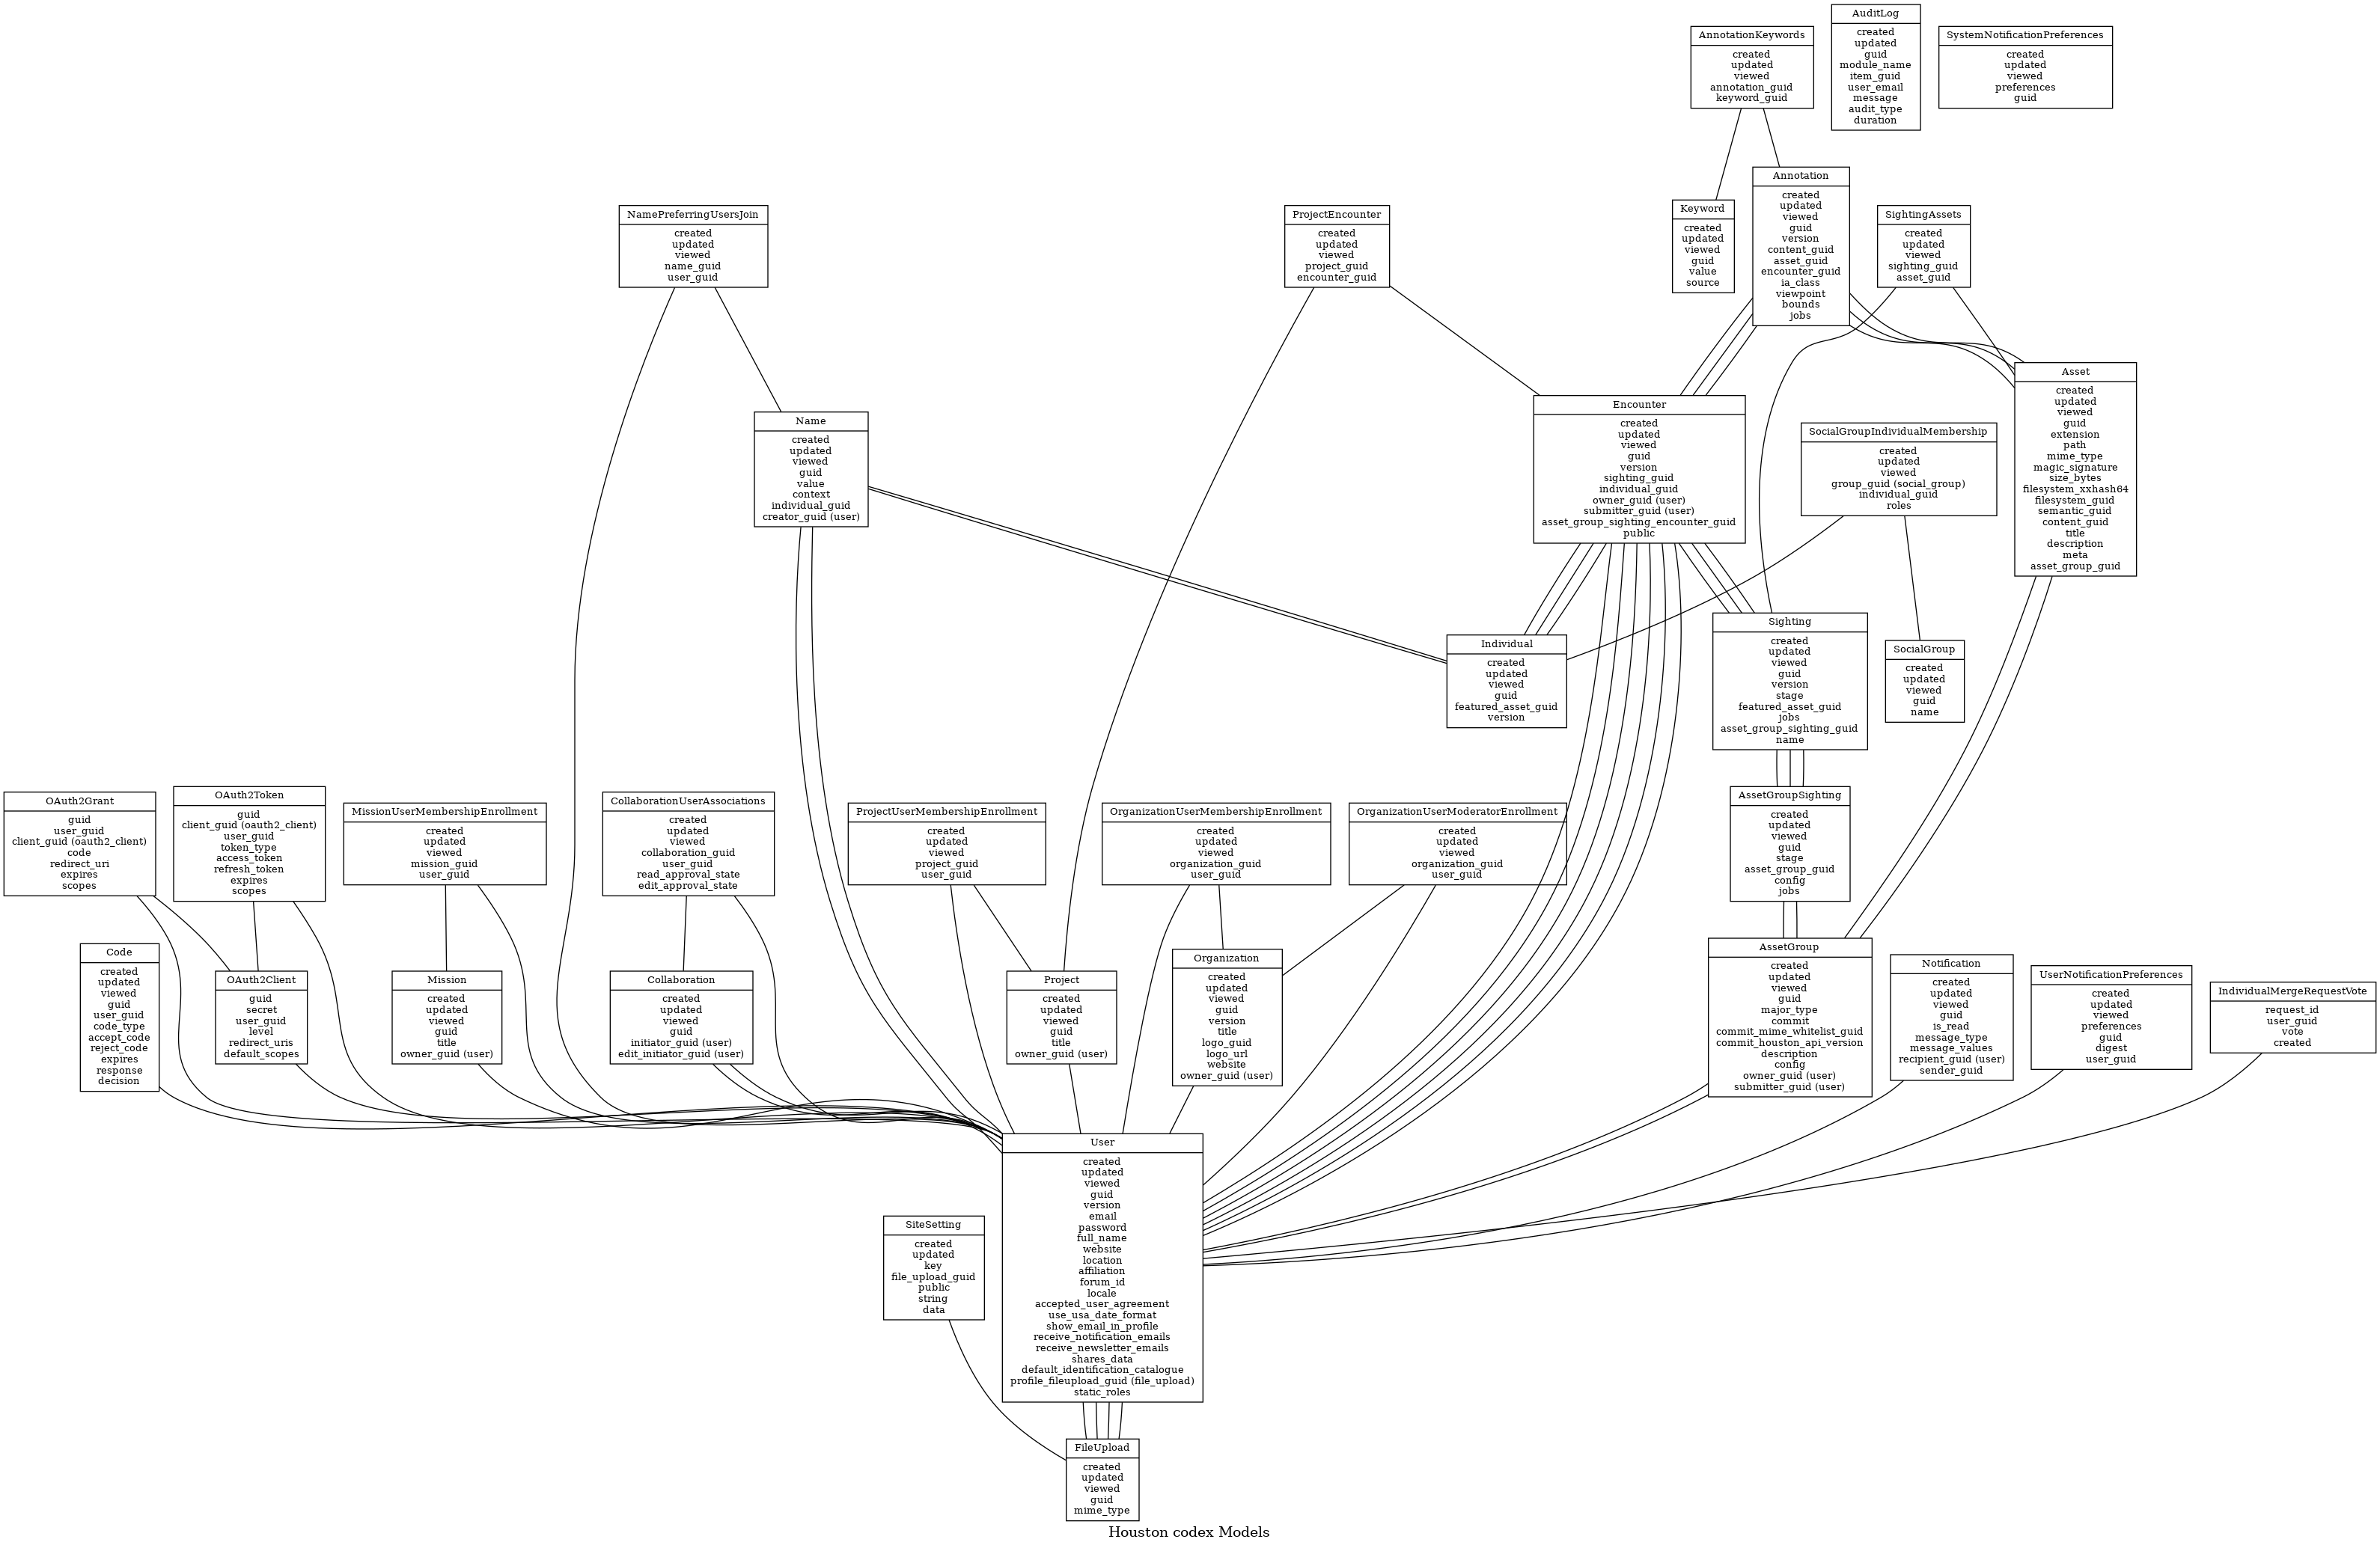 AuditLog
created
updated
guid
module_name
item_guid
user_email
message
audit_type
duration
AnnotationKeywords
created
updated
viewed
annotation_guid
keyword_guid
SystemNotificationPreferences
created
updated
viewed
preferences
guid
Annotation
created
updated
viewed
guid
version
content_guid
asset_guid
encounter_guid
ia_class
viewpoint
bounds
jobs
Keyword
created
updated
viewed
guid
value
source
NamePreferringUsersJoin
created
updated
viewed
name_guid
user_guid
ProjectEncounter
created
updated
viewed
project_guid
encounter_guid
SightingAssets
created
updated
viewed
sighting_guid
asset_guid
Asset
created
updated
viewed
guid
extension
path
mime_type
magic_signature
size_bytes
filesystem_xxhash64
filesystem_guid
semantic_guid
content_guid
title
description
meta
asset_group_guid
Encounter
created
updated
viewed
guid
version
sighting_guid
individual_guid
owner_guid (user)
submitter_guid (user)
asset_group_sighting_encounter_guid
public
Name
created
updated
viewed
guid
value
context
individual_guid
creator_guid (user)
SocialGroupIndividualMembership
created
updated
viewed
group_guid (social_group)
individual_guid
roles
Sighting
created
updated
viewed
guid
version
stage
featured_asset_guid
jobs
asset_group_sighting_guid
name
Individual
created
updated
viewed
guid
featured_asset_guid
version
SocialGroup
created
updated
viewed
guid
name
OAuth2Grant
guid
user_guid
client_guid (oauth2_client)
code
redirect_uri
expires
scopes
OAuth2Token
guid
client_guid (oauth2_client)
user_guid
token_type
access_token
refresh_token
expires
scopes
MissionUserMembershipEnrollment
created
updated
viewed
mission_guid
user_guid
CollaborationUserAssociations
created
updated
viewed
collaboration_guid
user_guid
read_approval_state
edit_approval_state
ProjectUserMembershipEnrollment
created
updated
viewed
project_guid
user_guid
OrganizationUserMembershipEnrollment
created
updated
viewed
organization_guid
user_guid
OrganizationUserModeratorEnrollment
created
updated
viewed
organization_guid
user_guid
AssetGroupSighting
created
updated
viewed
guid
stage
asset_group_guid
config
jobs
Code
created
updated
viewed
guid
user_guid
code_type
accept_code
reject_code
expires
response
decision
OAuth2Client
guid
secret
user_guid
level
redirect_uris
default_scopes
Mission
created
updated
viewed
guid
title
owner_guid (user)
Collaboration
created
updated
viewed
guid
initiator_guid (user)
edit_initiator_guid (user)
Project
created
updated
viewed
guid
title
owner_guid (user)
Organization
created
updated
viewed
guid
version
title
logo_guid
logo_url
website
owner_guid (user)
AssetGroup
created
updated
viewed
guid
major_type
commit
commit_mime_whitelist_guid
commit_houston_api_version
description
config
owner_guid (user)
submitter_guid (user)
Notification
created
updated
viewed
guid
is_read
message_type
message_values
recipient_guid (user)
sender_guid
UserNotificationPreferences
created
updated
viewed
preferences
guid
digest
user_guid
IndividualMergeRequestVote
request_id
user_guid
vote
created
User
created
updated
viewed
guid
version
email
password
full_name
website
location
affiliation
forum_id
locale
accepted_user_agreement
use_usa_date_format
show_email_in_profile
receive_notification_emails
receive_newsletter_emails
shares_data
default_identification_catalogue
profile_fileupload_guid (file_upload)
static_roles
SiteSetting
created
updated
key
file_upload_guid
public
string
data
FileUpload
created
updated
viewed
guid
mime_type
Houston codex Models